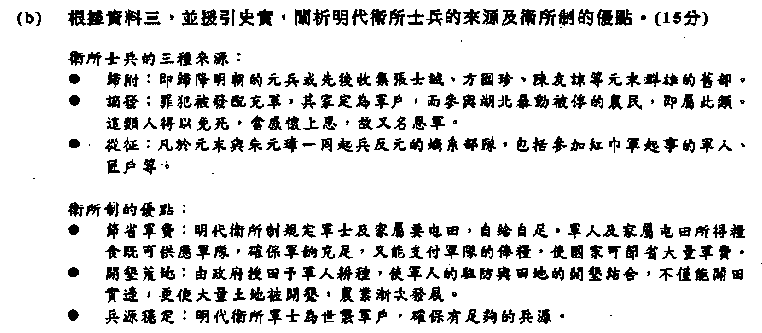 (b) 根據資料三，並援引史實，闡析明代衛所士兵的來源及衛所制的優點。(15分)
衛所士兵的三種來源：
● 歸附：即歸降明朝的元兵或先後收集張士誠、方國珍、陳友諒等元末群雄的舊部。
● 謫發：罪犯被發配充軍，其家定為軍戶，而參與湖北暴動被俘的農民，即屬此類。
這類人得以免死，當感懷上恩，故又名恩軍。
● 從征：凡於元末與朱元璋一同起兵反元的嫡系部隊，包括參加紅巾軍起事的軍人、
匠戶等。
衛所制的優點：
● 節省軍費：明代衛所制規定軍士及家屬要屯田，自給自足。軍人及家屬屯田所得糧
食既可供應軍隊，確保軍餉充足，又能支付軍隊的俸糧，使國家可節省大量軍費。
● 開墾荒地：由政府授田予軍人耕種，使軍人的駐防與田地的開墾結合，不僅能開田
實邊，更使大量土地被開墾，農業漸次發展。
● 兵源穩定：明代衛所軍士為世襲軍戶，確保有足夠的兵源。